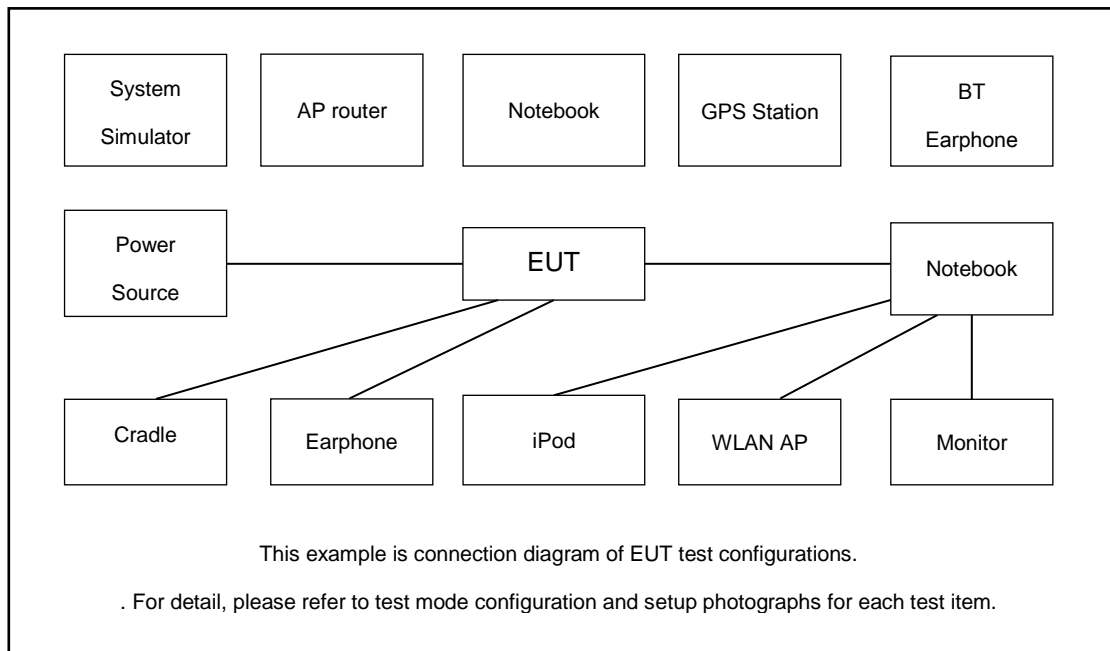 System
Simulator
AP router
Notebook
GPS Station
BT
Earphone
Power
Source
EUT
Notebook
Cradle
Earphone
iPod
WLAN AP
Monitor
This example is connection diagram of EUT test configurations.
. For detail, please refer to test mode configuration and setup photographs for each test item.